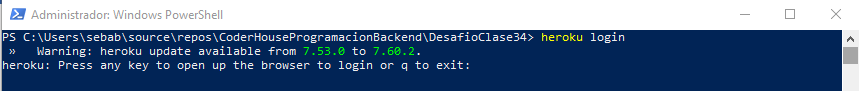 Administrador: Windows PowerShell
PS C:\Users\sebab\source\repos\CoderHouseProgramacionBackend\DesafioClase34> heroku login
» Warning: heroku update available from 7.53.0 to 7.60.2.
heroku: Press any key to open up the browser to login or q to exit: